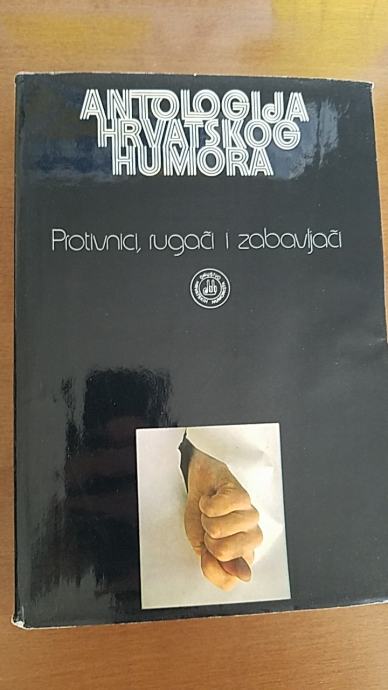 ANTOLOGIJA
HRVATSKOG
HUMORA
Protivnici, rugači i zabavljači